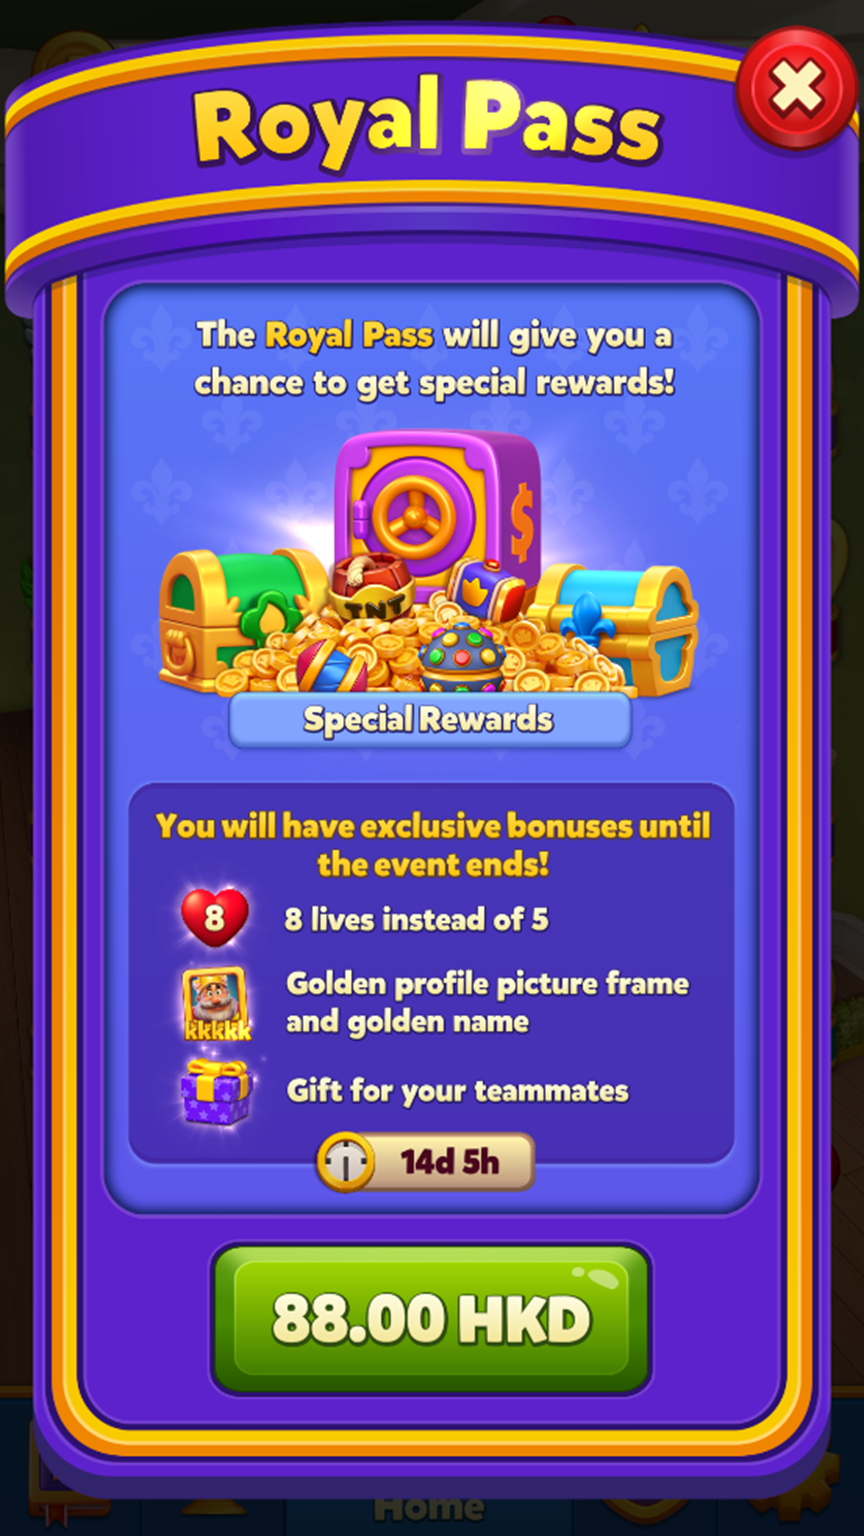 Royal Pass
The Royal Pass will give you a
chance to get special rewards!
$
TNT
Special Rewards
You will have exclusive bonuses until
the event ends!
8
8 lives instead of 5
kkkkk
Golden profile picture frame
and golden name
Gift for your teammates
14d 5h
88.00 HKD
Home